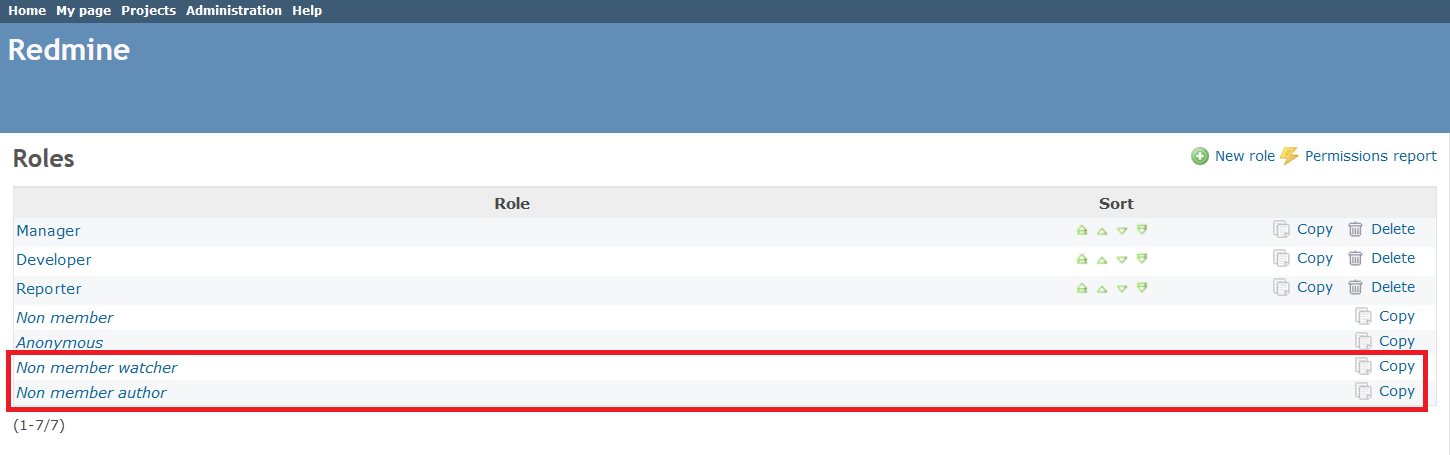 Home My page Projects Administration Help
Redmine
Roles
New role Permissions report
Role Sort
Manager Copy Delete
Developer Copy Delete
Reporter Copy Delete
Non member Copy
Anonymous Copy
Non member watcher Copy
Non member author Copy
(1-7/7)